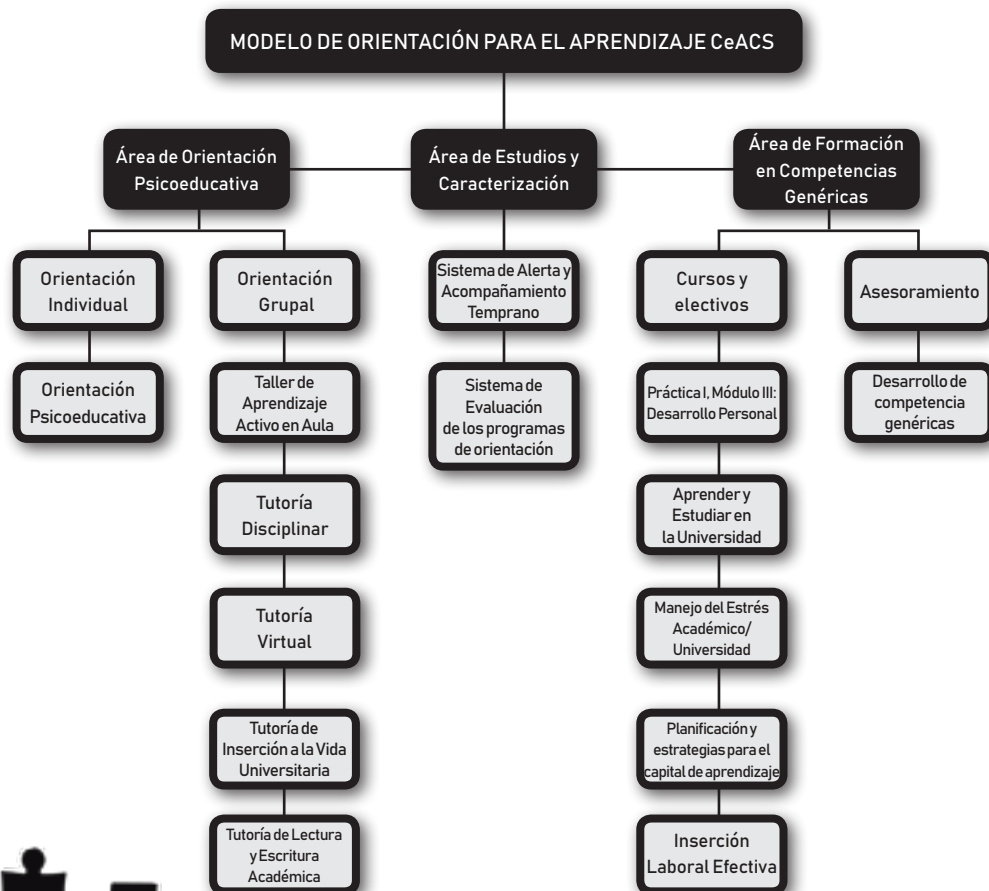 MODELO DE ORIENTACIÓN PARA EL APRENDIZAJE CeACS
Área de Orientación
Psicoeducativa
Área de Estudios y
Caracterización
Área de Formación
en Competencias
Genéricas
Orientación
Individual
Orientación
Grupal
Sistema de Alerta y
Acompañamiento
Temprano
Cursos y
electivos
Asesoramiento
Orientación
Psicoeducativa
Taller de
Aprendizaje
Activo en Aula
Sistema de
Evaluación
de los programas
de orientación
Práctica I, Módulo III:
Desarrollo Personal
Desarrollo de
competencia
genéricas
Tutoría
Disciplinar
Aprender y
Estudiar en
la Universidad
Tutoría
Virtual
Manejo del Estrés
Académico/
Universidad
Tutoría de
Inserción a la Vida
Universitaria
Planificación y
estrategias para el
capital de aprendizaje
Tutoría de Lectura
y Escritura
Académica
Inserción
Laboral Efectiva